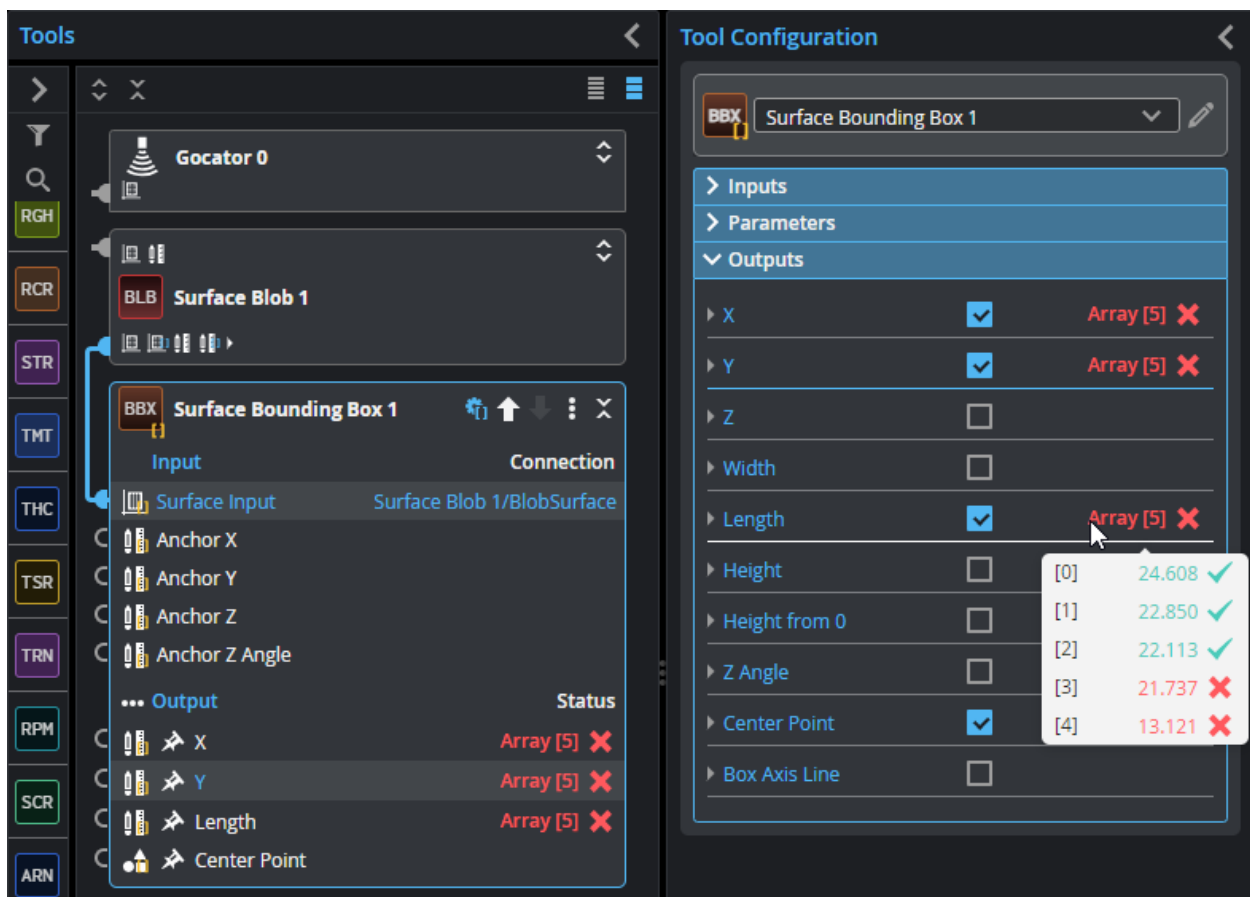 Tools
RGH
RCR
STR
TMT
THC
TSR
TRN
RPM
SCR
ARN
Gocator 0
BLB Surface Blob 1
BBX Surface Bounding Box 1
Input Connection
Surface Input Surface Blob 1/BlobSurface
Anchor X
Anchor Y
Anchor Z
Anchor Z Angle
Output Status
X Array [5]
Y Array [5]
Length Array [5]
Center Point
Tool Configuration
BBX Surface Bounding Box 1
Inputs
Parameters
Outputs
X Array [5]
Y Array [5]
Z
Width
Length Array [5]
Height
Height from 0
Z Angle
Center Point
Box Axis Line
[0] 24.608
[1] 22.850
[2] 22.113
[3] 21.737
[4] 13.121